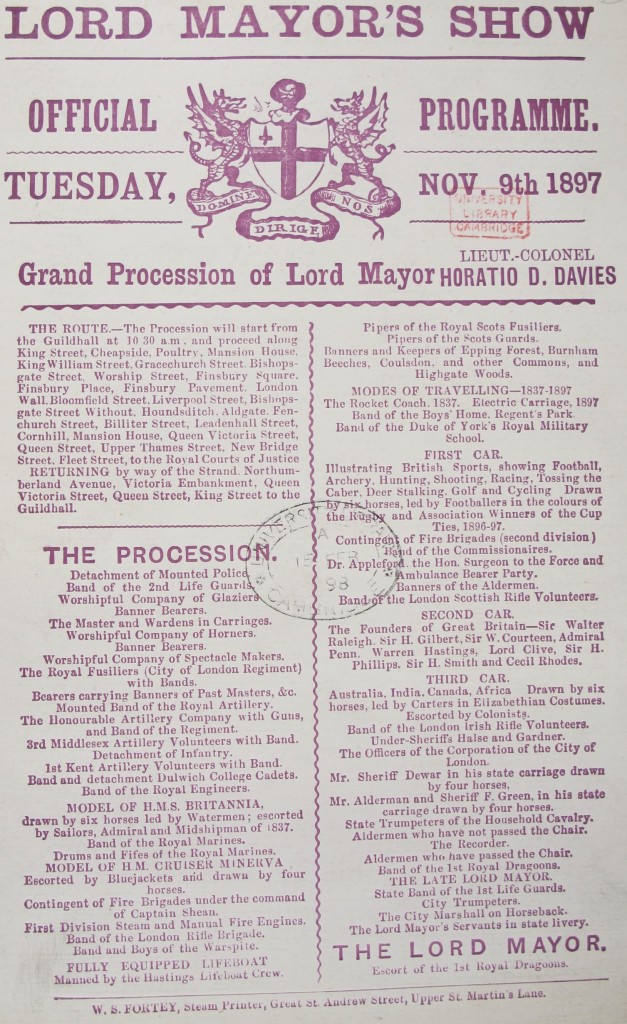 LORD MAYOR'S SHOW
OFFICIAL PROGRAMME.
TUESDAY, NOV. 9th 1897
DOMINE DIRIGE NOS
UNIVERSITY
LIBRARY
CAMBRIDGE
Grand Procession of Lord Mayor LIEUT.-COLONEL HORATIO D. DAVIES
THE ROUTE.—The Procession will start from
the Guildhall at 10 30 a.m. and proceed along
King Street, Cheapside, Poultry, Mansion House,
King William Street, Gracechurch Street, Bishops-
gate Street, Worship Street, Finsbury Square,
Finsbury Place, Finsbury Pavement, London
Wall, Bloomfield Street, Liverpool Street, Bishops-
gate Street Without, Houndsditch, Aldgate, Fen-
church Street, Billiter Street, Leadenhall Street,
Cornhill, Mansion House, Queen Victoria Street,
Queen Street, Upper Thames Street, New Bridge
Street, Fleet Street, to the Royal Courts of Justice
RETURNING by way of the Strand, Northum-
berland Avenue, Victoria Embankment, Queen
Victoria Street, Queen Street, King Street to the
Guildhall.
THE PROCESSION.
Detachment of Mounted Police
Band of the 2nd Life Guards
Worshipful Company of Glaziers
Banner Bearers.
The Master and Wardens in Carriages.
Worshipful Company of Horners.
Banner Bearers.
Worshipful Company of Spectacle Makers.
The Royal Fusiliers (City of London Regiment)
with Bands.
Bearers carrying Banners of Past Masters, &c.
Mounted Band of the Royal Artillery.
The Honourable Artillery Company with Guns,
and Band of the Regiment.
3rd Middlesex Artillery Volunteers with Band.
Detachment of Infantry.
1st Kent Artillery Volunteers with Band.
Band and detachment Dulwich College Cadets.
Band of the Royal Engineers.
MODEL OF H.M.S. BRITANNIA,
drawn by six horses led by Watermen; escorted
by Sailors, Admiral and Midshipman of 1837.
Band of the Royal Marines.
Drums and Fifes of the Royal Marines.
MODEL OF H.M. CRUISER MINERVA
Escorted by Bluejackets and drawn by four
horses.
Contingent of Fire Brigades under the command
of Captain Shean.
First Division Steam and Manual Fire Engines.
Band of the London Rifle Brigade.
Band and Boys of the Warspite.
FULLY EQUIPPED LIFEBOAT
Manned by the Hastings Lifeboat Crew.
Pipers of the Royal Scots Fusiliers.
Pipers of the Scots Guards.
Banners and Keepers of Epping Forest, Burnham
Beeches, Coulsdon, and other Commons, and
Highgate Woods.
MODES OF TRAVELLING—1837-1897
The Rocket Coach, 1837. Electric Carriage, 1897
Band of the Boys' Home, Regent's Park.
Band of the Duke of York's Royal Military
School.
FIRST CAR.
Illustrating British Sports, showing Football,
Archery, Hunting, Shooting, Racing, Tossing the
Caber, Deer Stalking, Golf and Cycling Drawn
by six horses, led by Footballers in the colours of
the Rugby and Association Winners of the Cup
Ties, 1896-97.
Contingent of Fire Brigades (second division)
Band of the Commissionaires.
Dr. Appleford, the Hon. Surgeon to the Force and
Ambulance Bearer Party.
Banners of the Aldermen.
Band of the London Scottish Rifle Volunteers.
SECOND CAR.
The Founders of Great Britain—Sir Walter
Raleigh, Sir H. Gilbert, Sir W. Courteen, Admiral
Penn, Warren Hastings, Lord Clive, Sir H.
Phillips, Sir H. Smith and Cecil Rhodes.
THIRD CAR.
Australia, India, Canada, Africa Drawn by six
horses, led by Carters in Elizabethian Costumes.
Escorted by Colonists.
Band of the London Irish Rifle Volunteers.
Under-Sheriffs Halse and Gardner.
The Officers of the Corporation of the City of
London.
Mr. Sheriff Dewar in his state carriage drawn
by four horses,
Mr. Alderman and Sheriff F. Green, in his state
carriage drawn by four horses.
State Trumpeters of the Household Cavalry.
Aldermen who have not passed the Chair.
The Recorder.
Aldermen who have passed the Chair.
Band of the 1st Royal Dragoons.
THE LATE LORD MAYOR.
State Band of the 1st Life Guards.
City Trumpeters.
The City Marshall on Horseback.
The Lord Mayor's Servants in state livery.
THE LORD MAYOR.
Escort of the 1st Royal Dragoons.
W. S. FORTEY, Steam Printer, Great St. Andrew Street, Upper St. Martin's Lane.